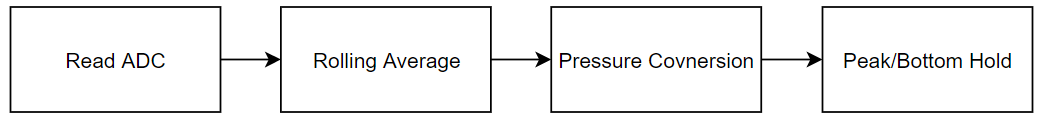 Read ADC
Rolling Average
Pressure Covnersion
Peak/Bottom Hold